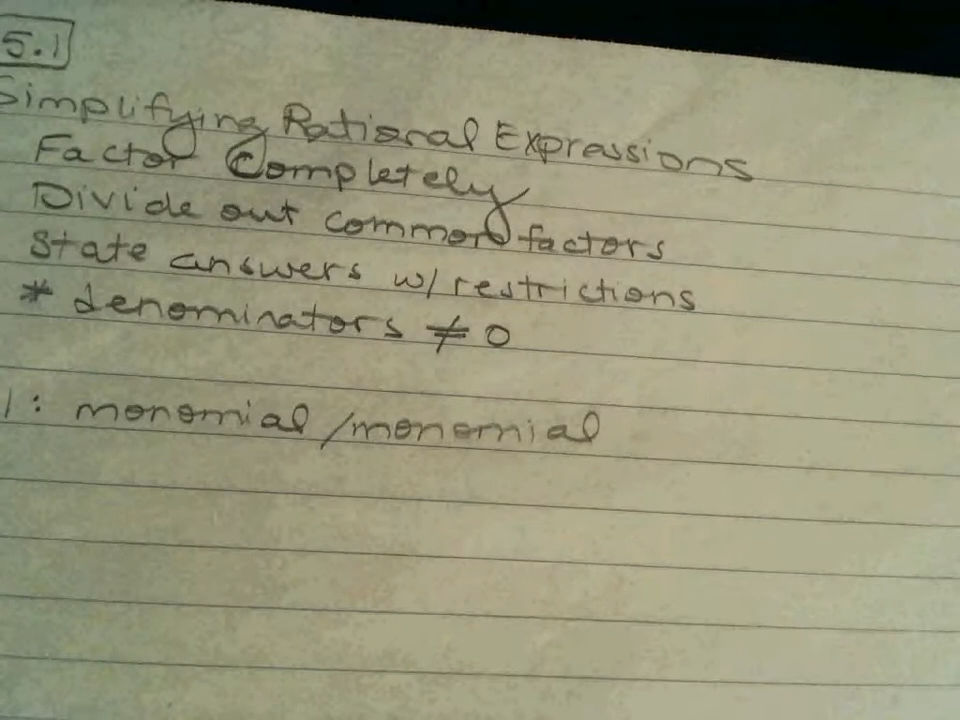 5.1
Simplifying Rational Expressions
Factor Completely
Divide out common factors
State answers w/ restrictions
* denominators ≠ 0
1: monomial/monomial